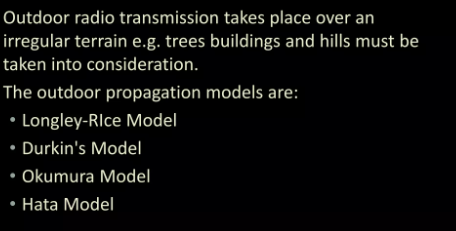 Outdoor radio transmission takes place over an
irregular terrain e.g. trees buildings and hills must be
taken into consideration.
The outdoor propagation models are:
• Longley-RIce Model
• Durkin's Model
• Okumura Model
• Hata Model